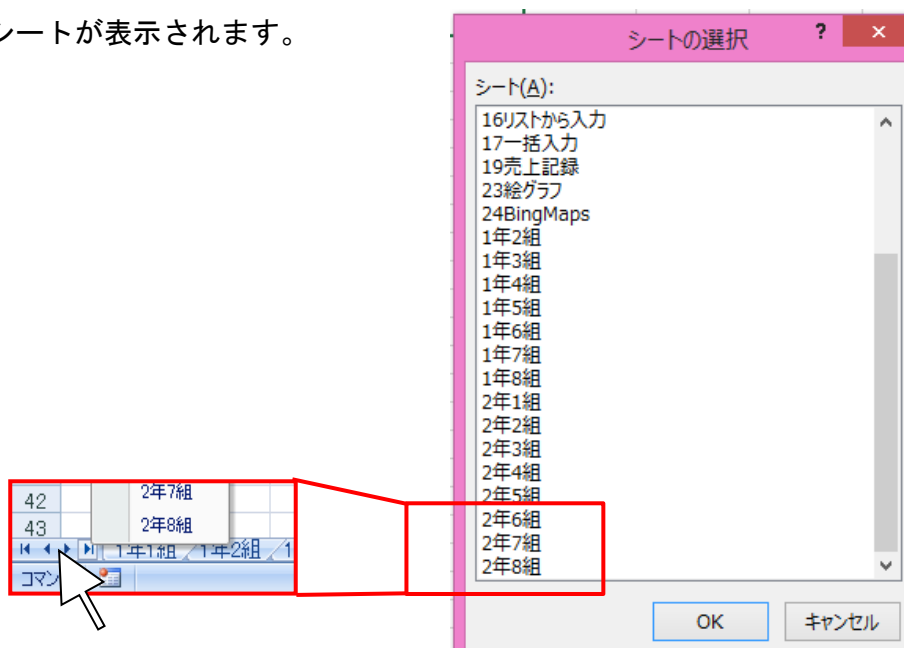 シートが表示されます。
シートの選択
?
×
シート(A):
16リストから入力
17一括入力
19売上記録
23絵グラフ
24BingMaps
1年2組
1年3組
1年4組
1年5組
1年6組
1年7組
1年8組
2年1組
2年2組
2年3組
2年4組
2年5組
2年6組
2年7組
2年8組
OK
キャンセル
42
2年7組
43
2年8組
1年1組
1年2組
1
コマン